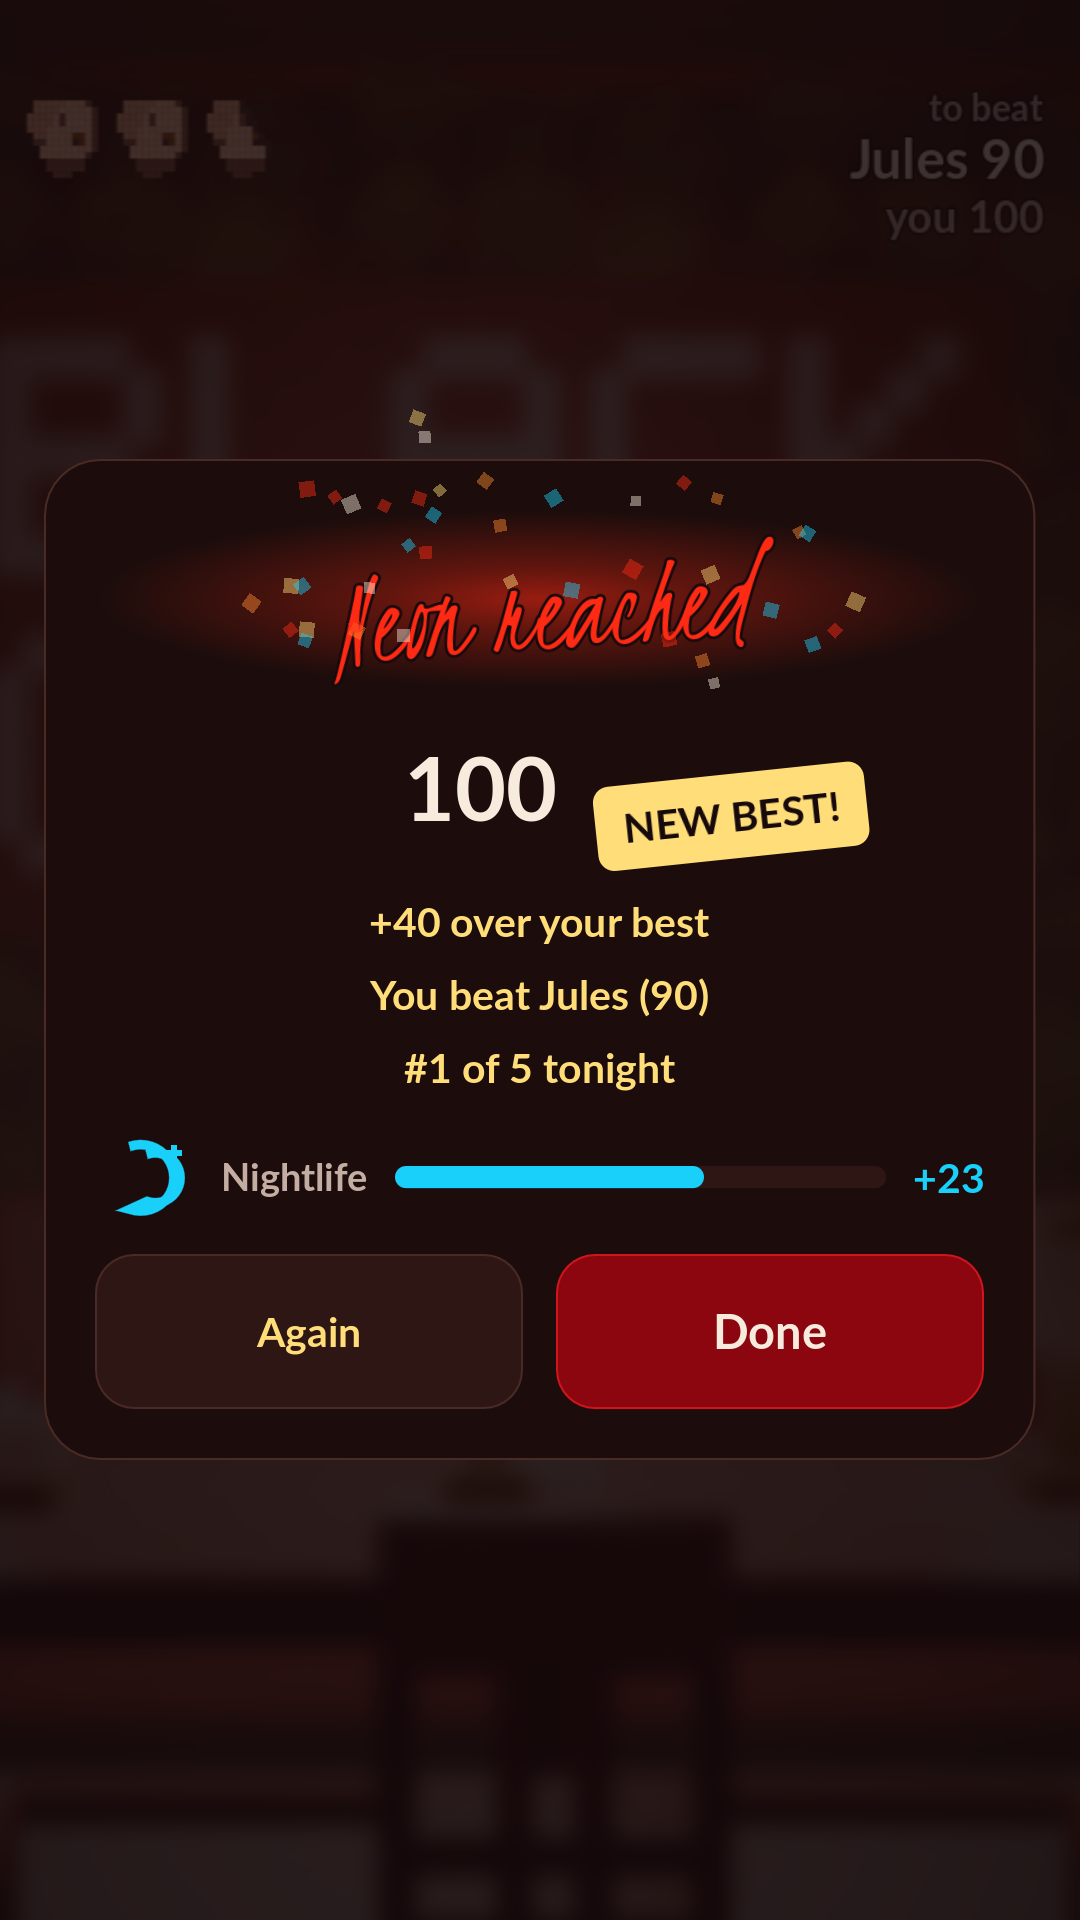 to beat
Jules 90
you 100
BLACK
Neon reached
100
NEW BEST!
+40 over your best
You beat Jules (90)
#1 of 5 tonight
Nightlife
+23
Again
Done